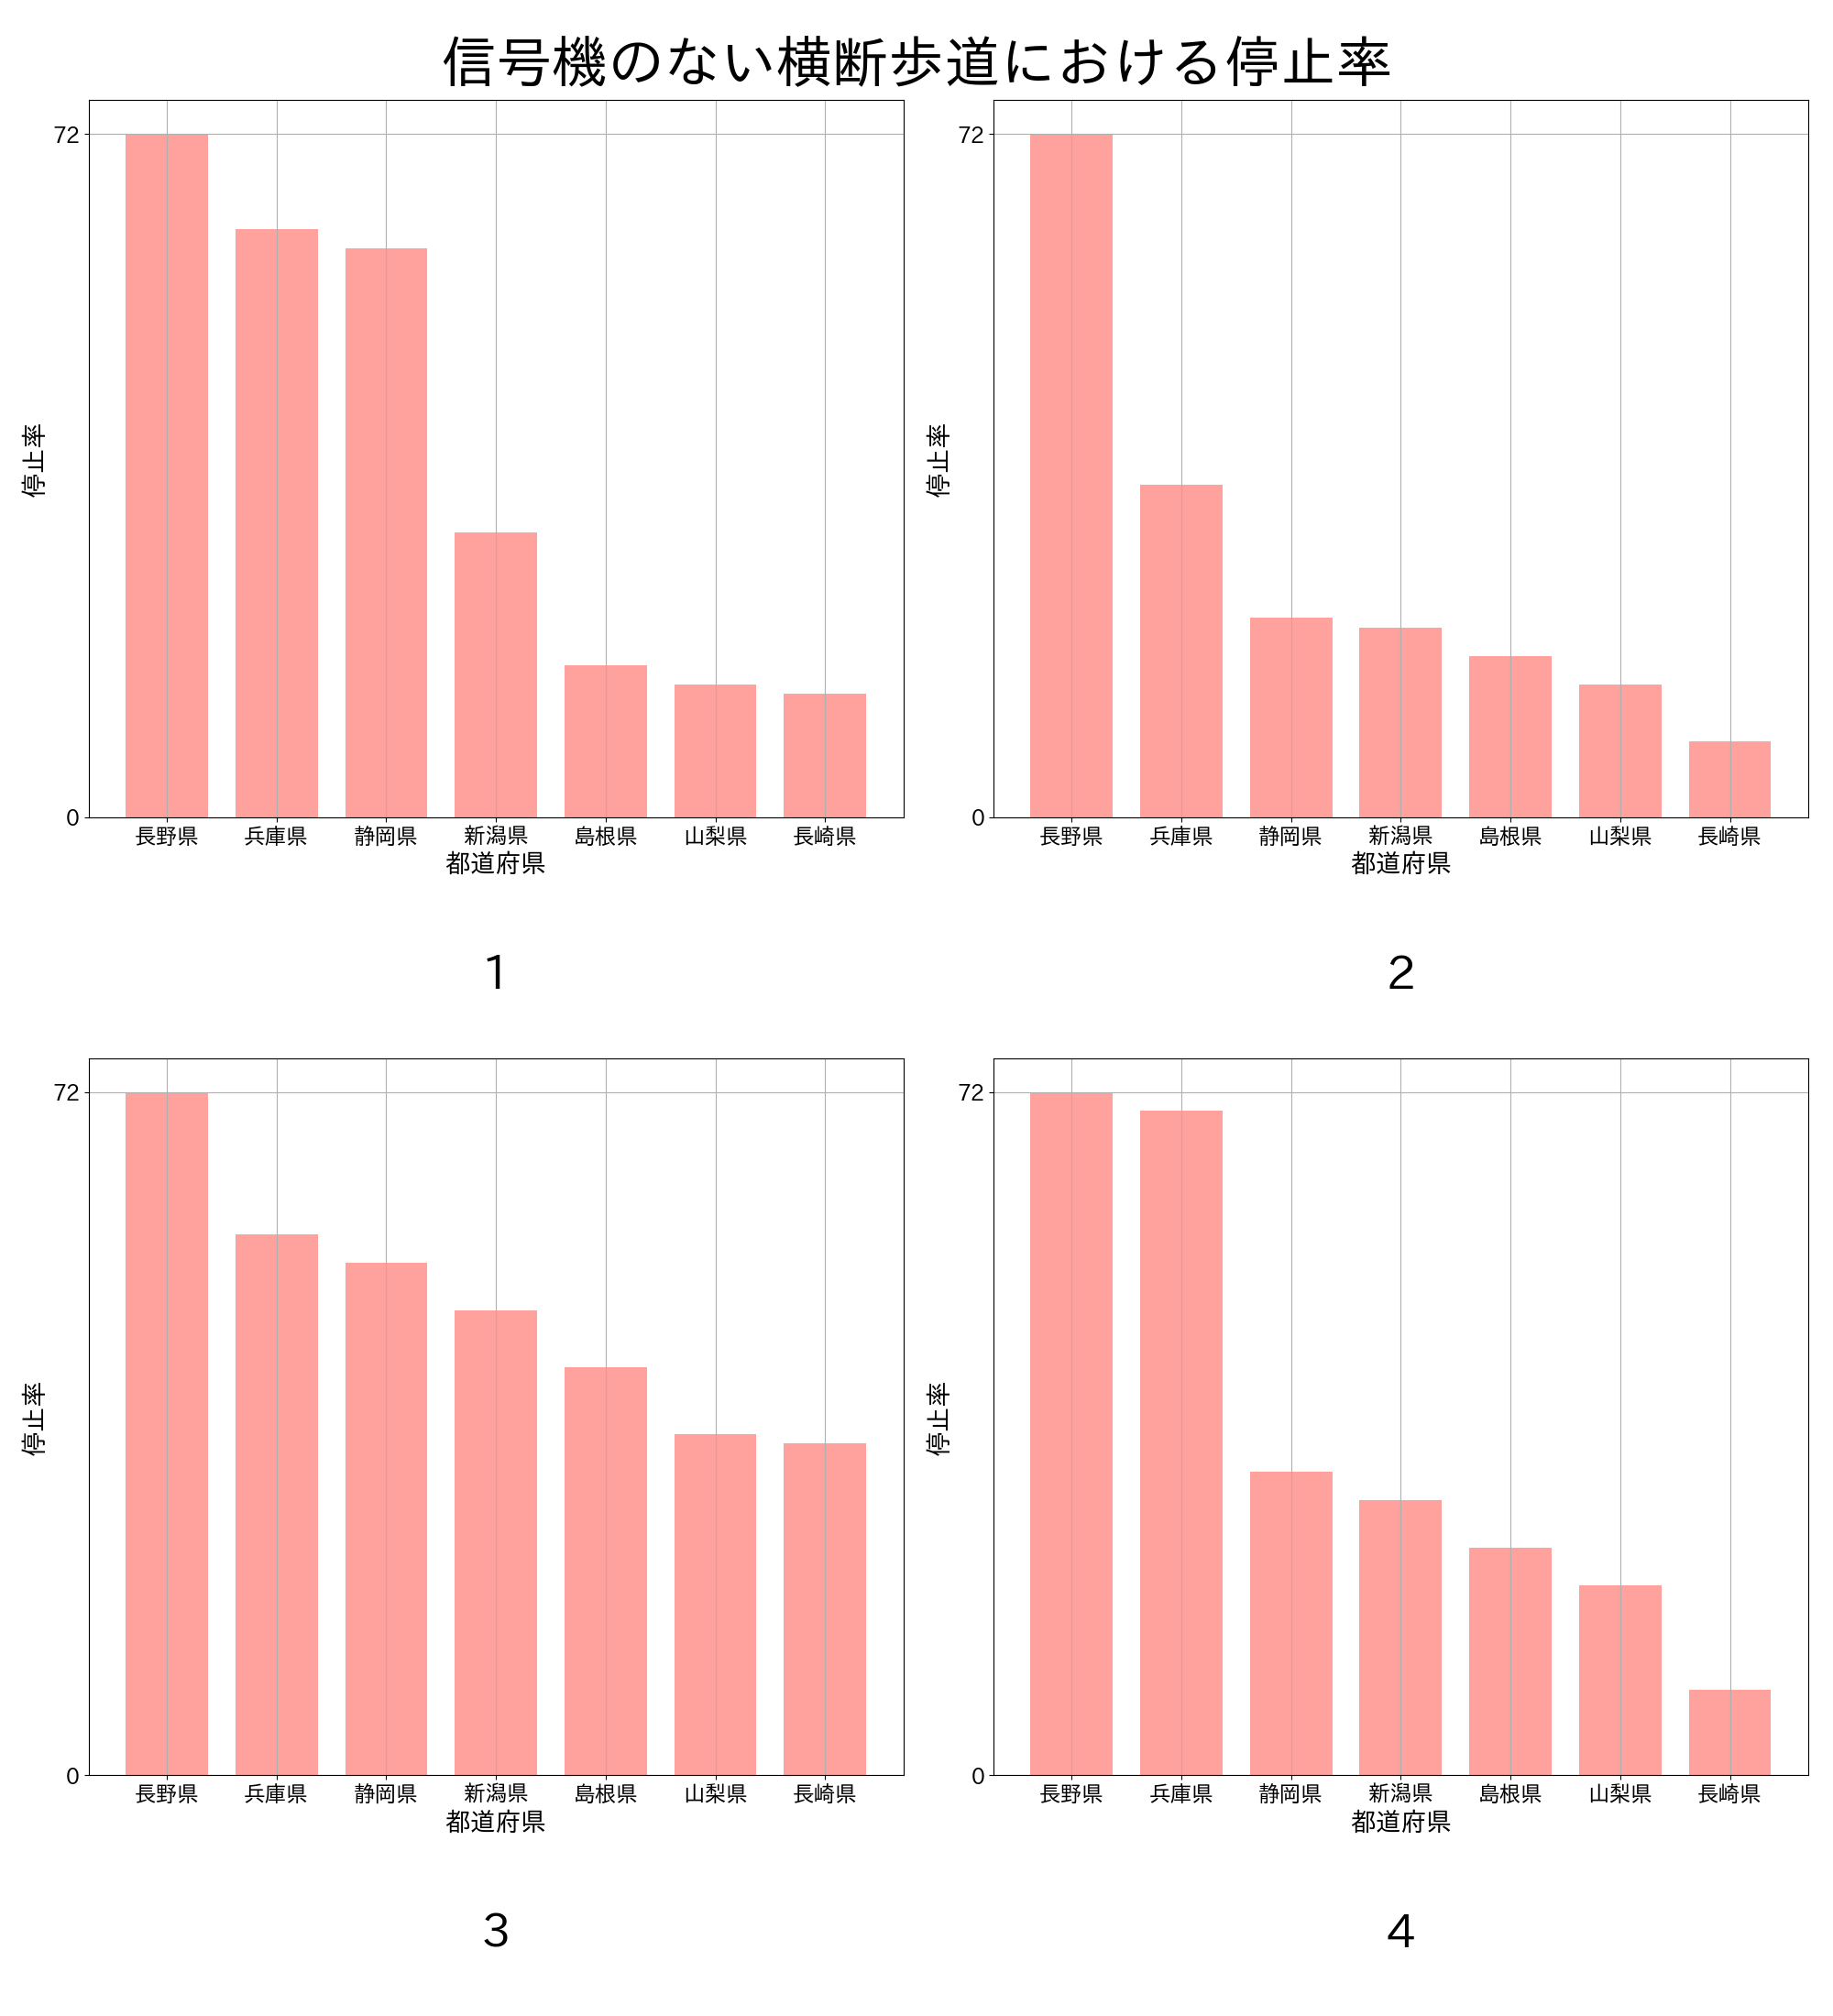 信号機のない横断歩道における停止率
72
停止率
0
長野県 兵庫県 静岡県 新潟県 島根県 山梨県 長崎県
都道府県
1
72
停止率
0
長野県 兵庫県 静岡県 新潟県 島根県 山梨県 長崎県
都道府県
2
72
停止率
0
長野県 兵庫県 静岡県 新潟県 島根県 山梨県 長崎県
都道府県
3
72
停止率
0
長野県 兵庫県 静岡県 新潟県 島根県 山梨県 長崎県
都道府県
4